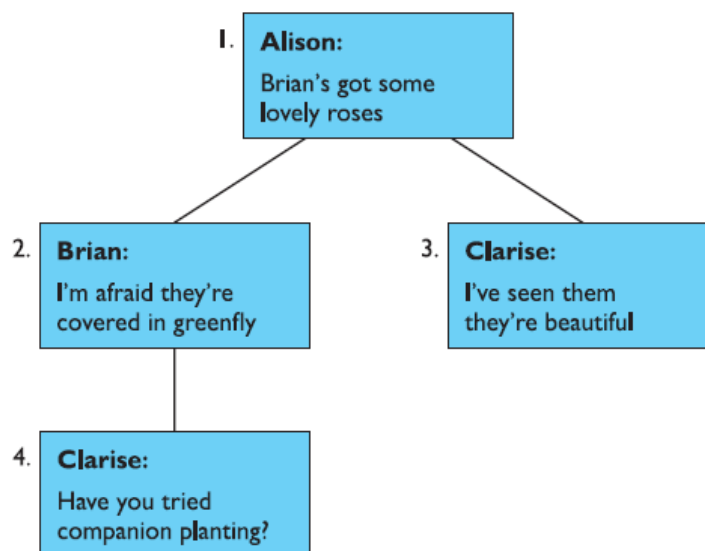 1. Alison:
Brian's got some
lovely roses
2. Brian:
I'm afraid they're
covered in greenfly
3. Clarise:
I've seen them
they're beautiful
4. Clarise:
Have you tried
companion planting?